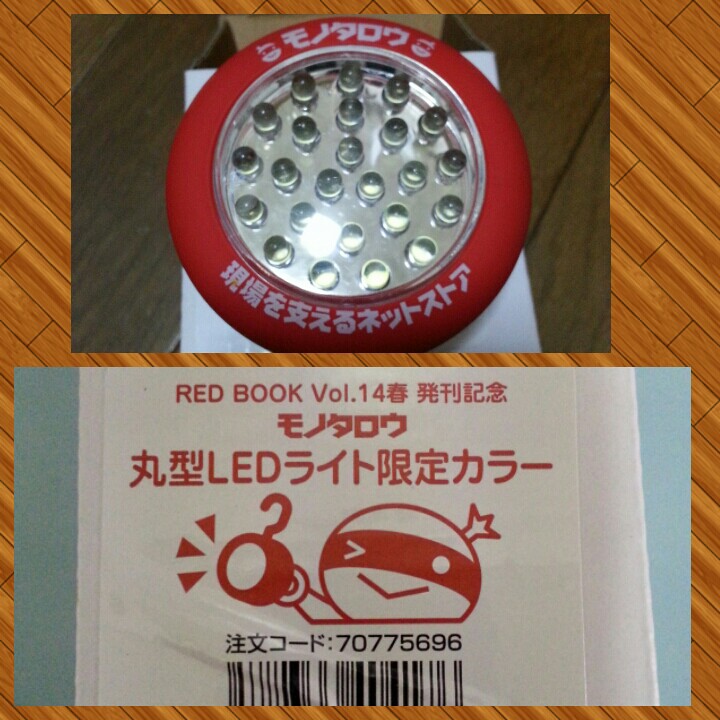 モノタロウ
現場を支えるネットストア
RED BOOK Vol.14春 発刊記念
モノタロウ
丸型LEDライト限定カラー
注文コード:70775696